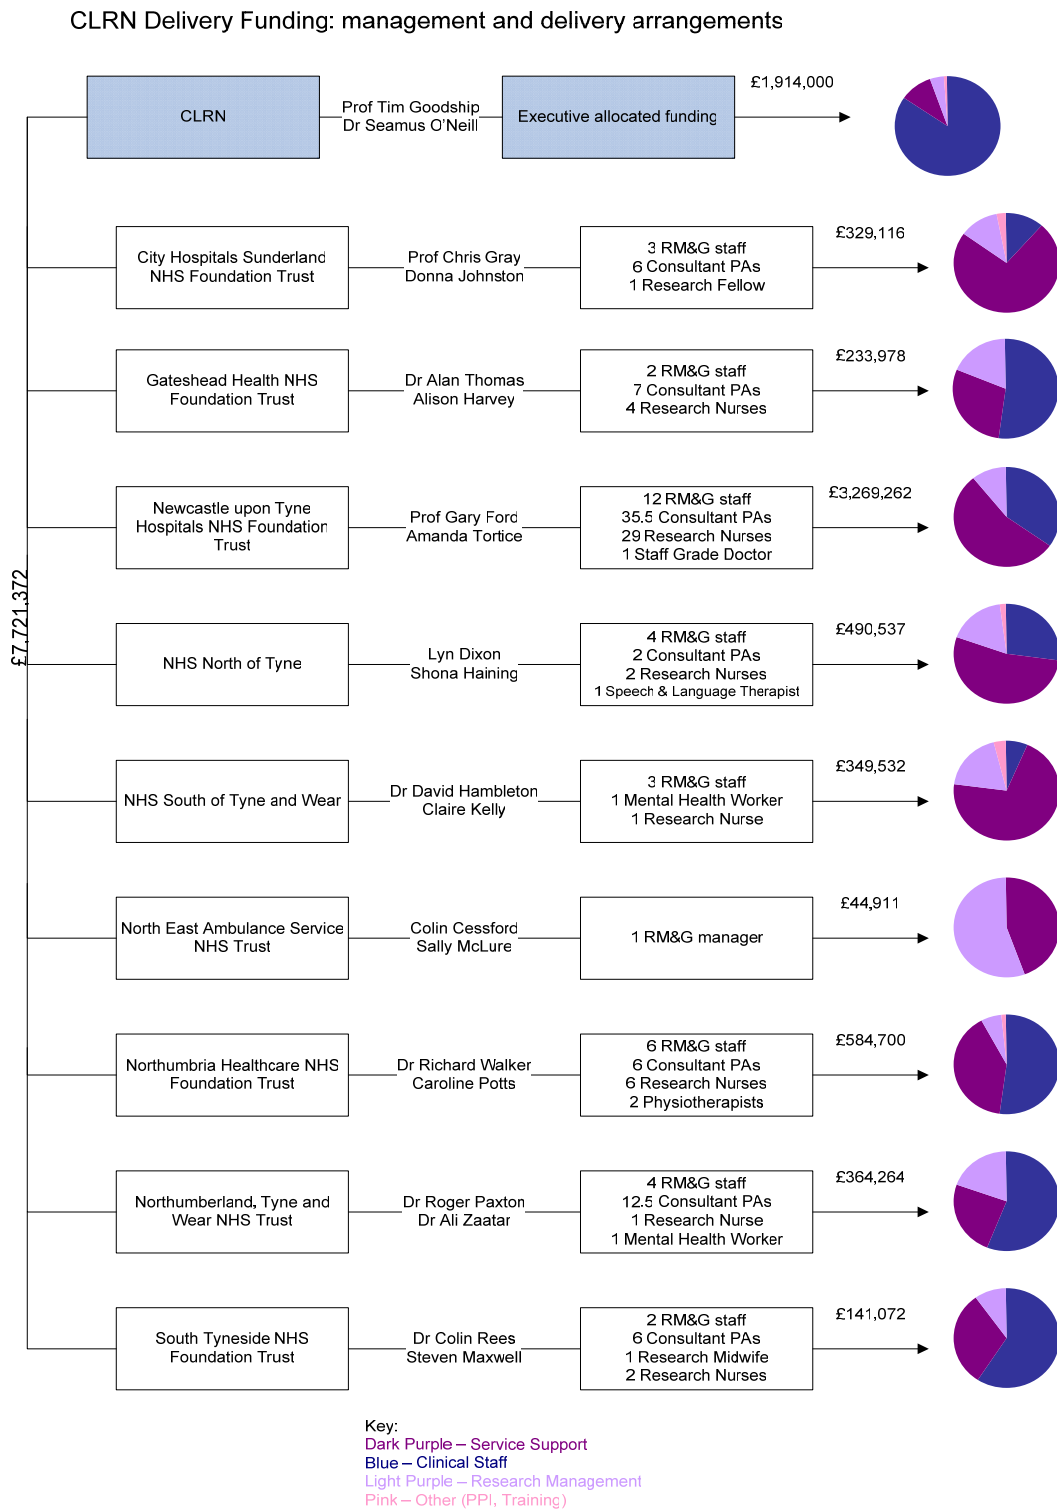 CLRN Delivery Funding: management and delivery arrangements
£7,721,372
CLRN
Prof Tim Goodship
Dr Seamus O'Neill
Executive allocated funding
£1,914,000
City Hospitals Sunderland
NHS Foundation Trust
Prof Chris Gray
Donna Johnston
3 RM&G staff
6 Consultant PAs
1 Research Fellow
£329,116
Gateshead Health NHS
Foundation Trust
Dr Alan Thomas
Alison Harvey
2 RM&G staff
7 Consultant PAs
4 Research Nurses
£233,978
Newcastle upon Tyne
Hospitals NHS Foundation
Trust
Prof Gary Ford
Amanda Tortice
12 RM&G staff
35.5 Consultant PAs
29 Research Nurses
1 Staff Grade Doctor
£3,269,262
NHS North of Tyne
Lyn Dixon
Shona Haining
4 RM&G staff
2 Consultant PAs
2 Research Nurses
1 Speech & Language Therapist
£490,537
NHS South of Tyne and Wear
Dr David Hambleton
Claire Kelly
3 RM&G staff
1 Mental Health Worker
1 Research Nurse
£349,532
North East Ambulance Service
NHS Trust
Colin Cessford
Sally McLure
1 RM&G manager
£44,911
Northumbria Healthcare NHS
Foundation Trust
Dr Richard Walker
Caroline Potts
6 RM&G staff
6 Consultant PAs
6 Research Nurses
2 Physiotherapists
£584,700
Northumberland, Tyne and
Wear NHS Trust
Dr Roger Paxton
Dr Ali Zaatar
4 RM&G staff
12.5 Consultant PAs
1 Research Nurse
1 Mental Health Worker
£364,264
South Tyneside NHS
Foundation Trust
Dr Colin Rees
Steven Maxwell
2 RM&G staff
6 Consultant PAs
1 Research Midwife
2 Research Nurses
£141,072
Key:
Dark Purple – Service Support
Blue – Clinical Staff
Light Purple – Research Management
Pink – Other (PPI, Training)